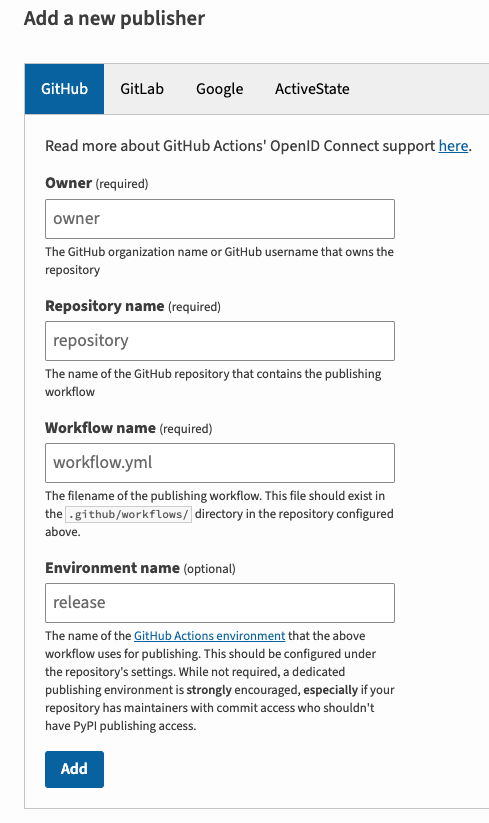 Add a new publisher
GitHub GitLab Google ActiveState
Read more about GitHub Actions' OpenID Connect support here.
Owner (required)
owner
The GitHub organization name or GitHub username that owns the
repository
Repository name (required)
repository
The name of the GitHub repository that contains the publishing
workflow
Workflow name (required)
workflow.yml
The filename of the publishing workflow. This file should exist in
the .github/workflows/ directory in the repository configured
above.
Environment name (optional)
release
The name of the GitHub Actions environment that the above
workflow uses for publishing. This should be configured under
the repository's settings. While not required, a dedicated
publishing environment is strongly encouraged, especially if your
repository has maintainers with commit access who shouldn't
have PyPI publishing access.
Add